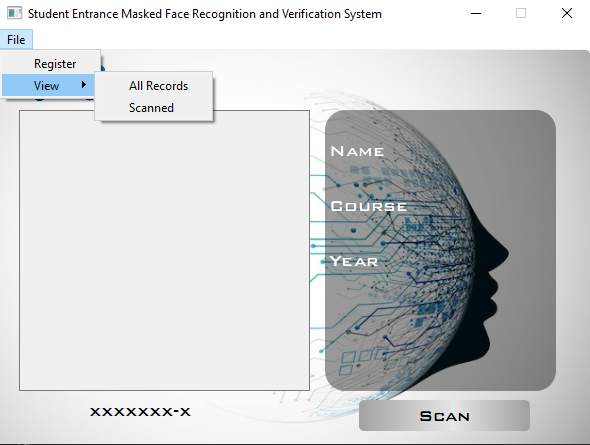 Student Entrance Masked Face Recognition and Verification System
File
Register
View
All Records
Scanned
Name
Course
Year
xxxxxxx-x
Scan